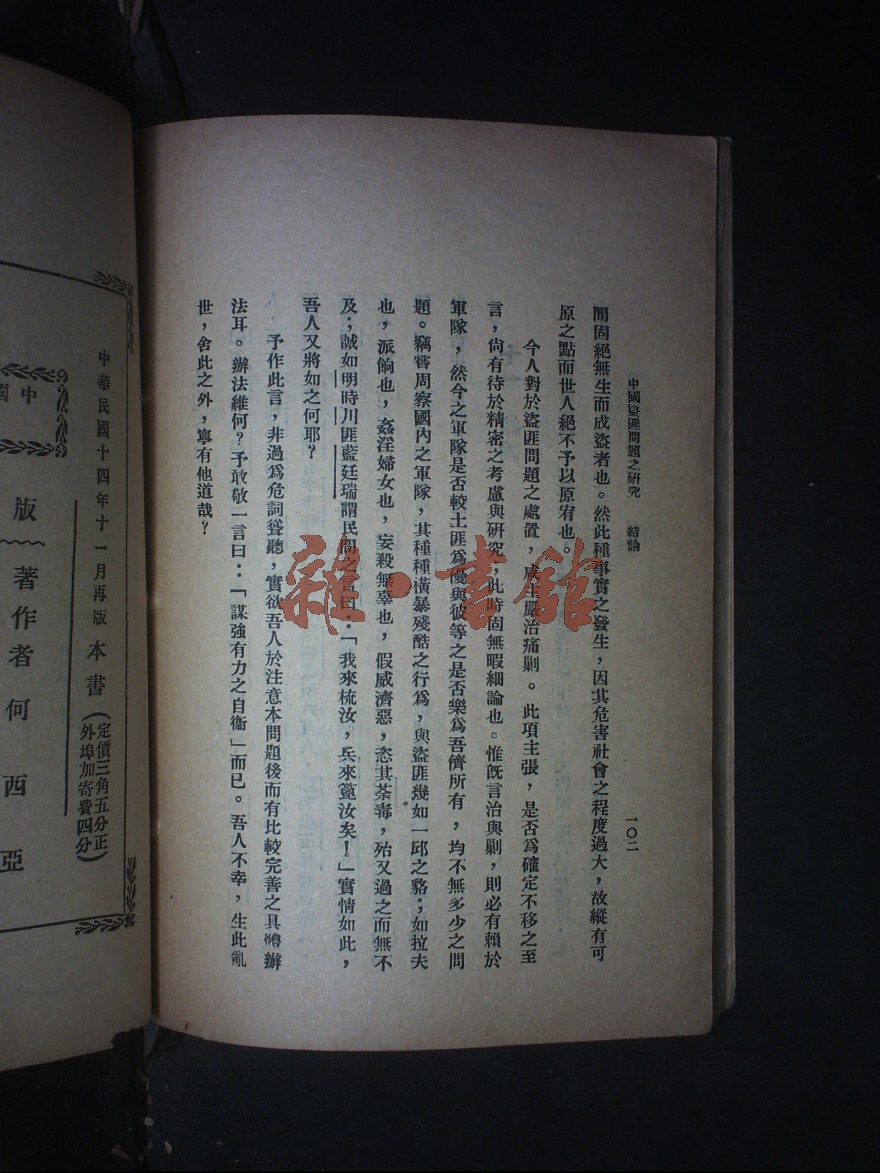 中國盜匪問題之研究 結論 一〇二
關固絕無生而成盜者也。然此種事實之發生,因其危害社會之程度過大,故縱有可
原之點而世人絕不予以原宥也。
今人對於盜匪問題之處置,咸主嚴治痛剿。此項主張,是否爲確定不移之至
言,尙有待於精密之考慮與研究,此時固無暇細論也。惟旣言治與剿,則必有賴於
軍隊,然今之軍隊是否較土匪爲優與彼等之是否樂爲吾儕所有,均不無多少之問
題。竊嘗周察國內之軍隊,其種種橫暴殘酷之行爲,與盜匪幾如一邱之貉;如拉夫
也,派餉也,姦淫婦女也,妄殺無辜也,假威濟惡,恣其荼毒,殆又過之而無不
及;誠如明時川匪藍廷瑞謂民間之言曰:「我來梳汝,兵來篦汝矣!」實情如此,
吾人又將如之何耶?
予作此言,非過爲危詞聳聽,實欲吾人於注意本問題後而有比較完善之具體辦
法耳。辦法維何?予敢敬一言曰:「謀強有力之自衞」而已。吾人不幸,生此亂
世,舍此之外,寧有他道哉?
雜·書館
中華民國十四年十一月再版
本書(定價三角五分正
外埠加寄費四分)
中國
版
著作者 何西亞